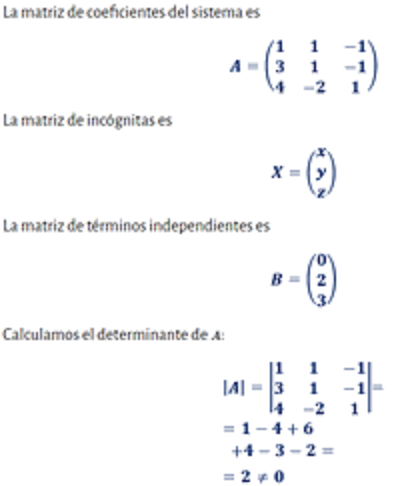 La matriz de coeficientes del sistema es
A = (1 1 −1
3 1 −1
4 −2 1)
La matriz de incógnitas es
X = (x
y
z)
La matriz de términos independientes es
B = (0
2
3)
Calculamos el determinante de A:
|A| = |1 1 −1
3 1 −1
4 −2 1| =
= 1 − 4 + 6
+4 − 3 − 2 =
= 2 ≠ 0